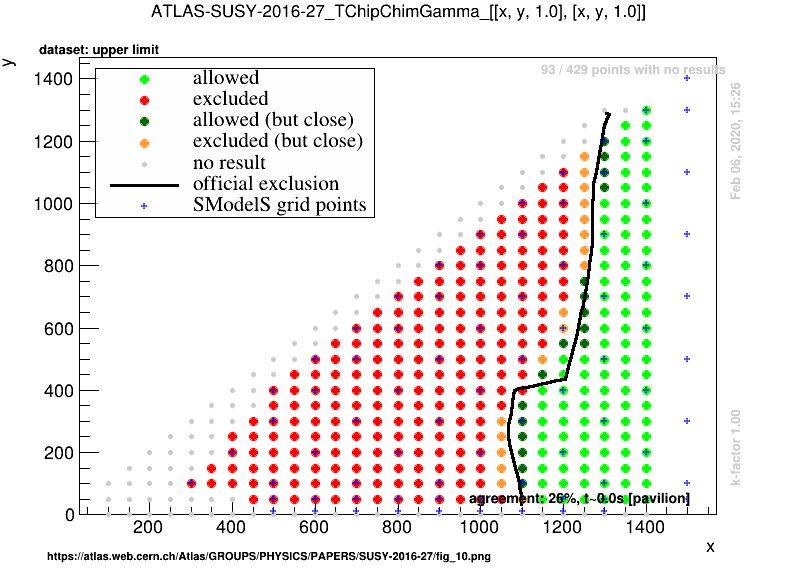 ATLAS-SUSY-2016-27_TChipChimGamma_[[x, y, 1.0], [x, y, 1.0]]
dataset: upper limit
y
93 / 429 points with no results
allowed
excluded
allowed (but close)
excluded (but close)
no result
official exclusion
SModelS grid points
Feb 06, 2020, 15:26
k-factor 1.00
1400
1200
1000
800
600
400
200
0
agreement: 26%, t~0.0s [pavilion]
200 400 600 800 1000 1200 1400
x
https://atlas.web.cern.ch/Atlas/GROUPS/PHYSICS/PAPERS/SUSY-2016-27/fig_10.png